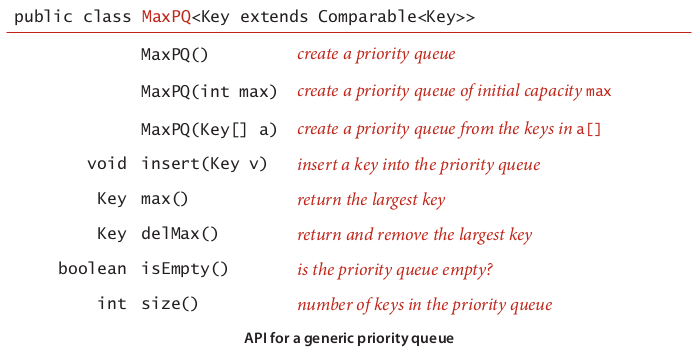 public class MaxPQ<Key extends Comparable<Key>>
MaxPQ() create a priority queue
MaxPQ(int max) create a priority queue of initial capacity max
MaxPQ(Key[] a) create a priority queue from the keys in a[]
void insert(Key v) insert a key into the priority queue
Key max() return the largest key
Key delMax() return and remove the largest key
boolean isEmpty() is the priority queue empty?
int size() number of keys in the priority queue
API for a generic priority queue